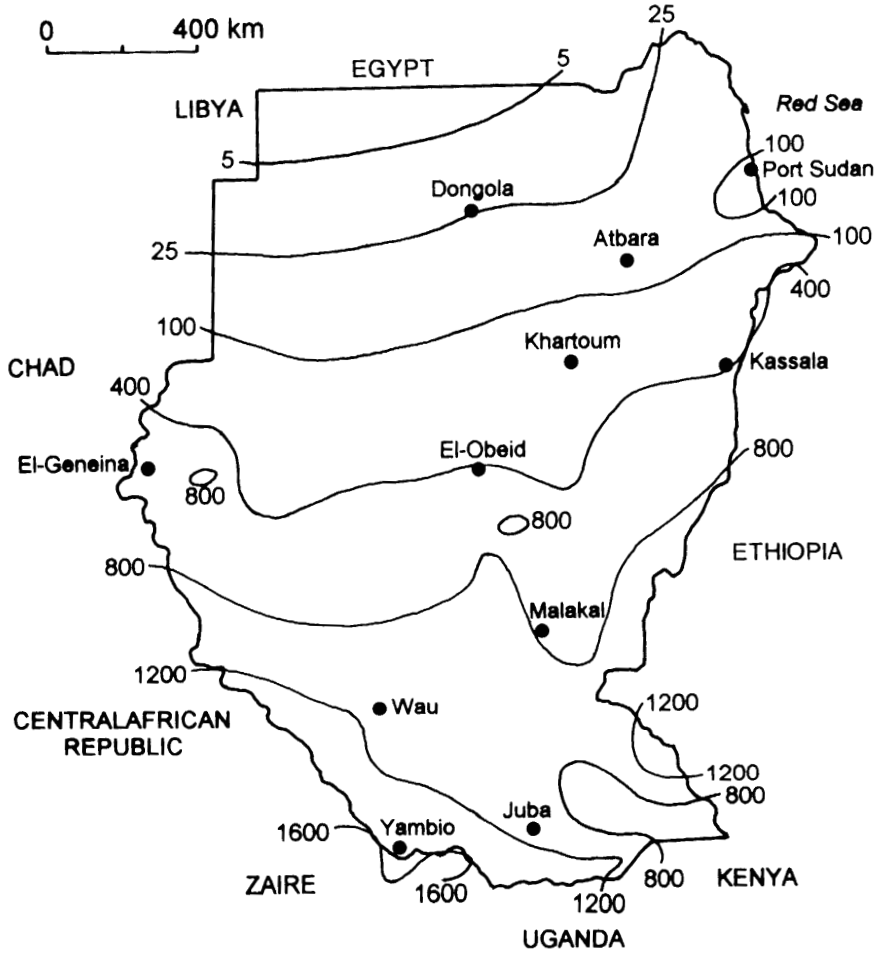 0 400 km
25
5
EGYPT
LIBYA
Red Sea
100
5
Port Sudan
Dongola
100
Atbara
100
25
400
100
Khartoum
CHAD
Kassala
400
El-Obeid
800
El-Geneina
800
800
ETHIOPIA
800
Malakal
1200
1200
Wau
CENTRALAFRICAN
REPUBLIC
1200
800
Juba
1600
Yambio
ZAIRE
1600
800
KENYA
1200
UGANDA